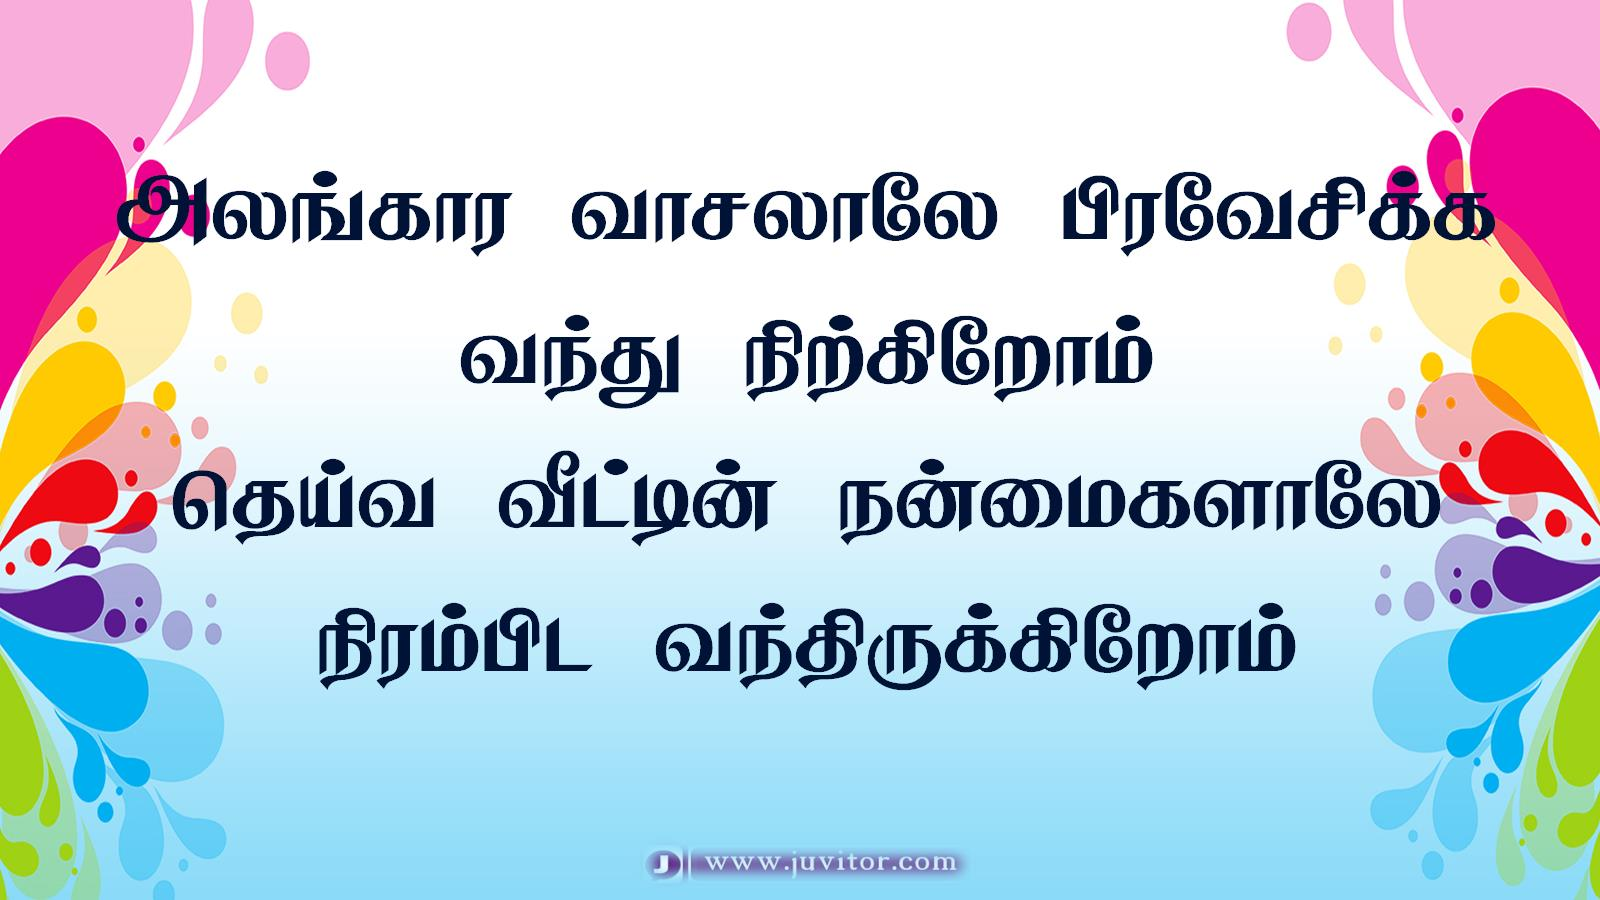 அலங்கார வாசலாலே பிரவேசிக்க
வந்து நிற்கிறோம்
தெய்வ வீட்டின் நன்மைகளாலே
நிரம்பிட வந்திருக்கிறோம்
J www.juvitor.com